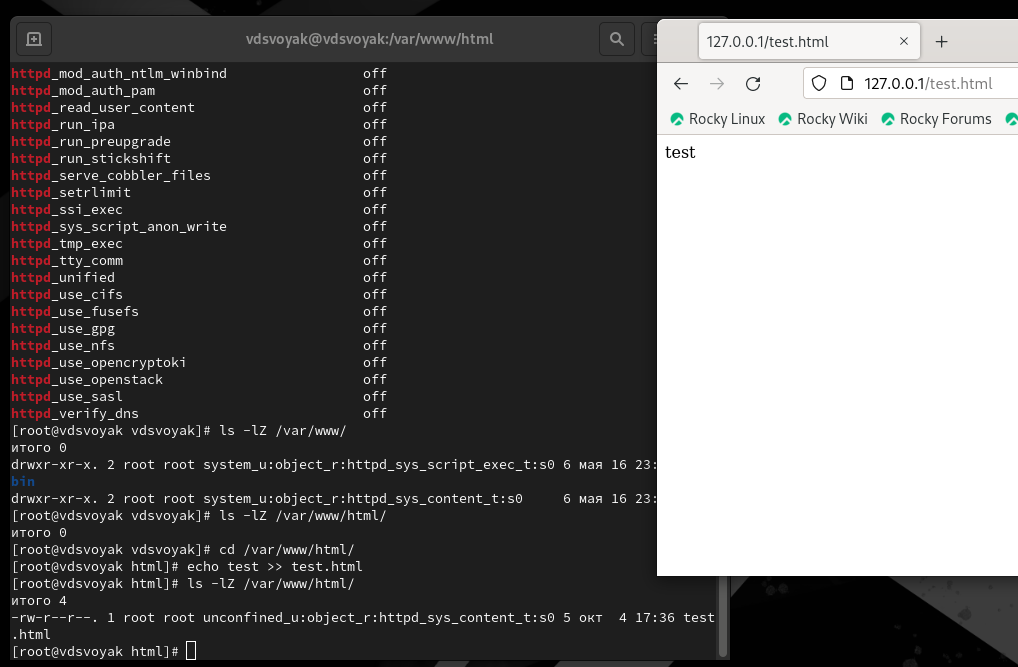 vdsvoyak@vdsvoyak:/var/www/html
httpd_mod_auth_ntlm_winbind off
httpd_mod_auth_pam off
httpd_read_user_content off
httpd_run_ipa off
httpd_run_preupgrade off
httpd_run_stickshift off
httpd_serve_cobbler_files off
httpd_setrlimit off
httpd_ssi_exec off
httpd_sys_script_anon_write off
httpd_tmp_exec off
httpd_tty_comm off
httpd_unified off
httpd_use_cifs off
httpd_use_fusefs off
httpd_use_gpg off
httpd_use_nfs off
httpd_use_opencryptoki off
httpd_use_openstack off
httpd_use_sasl off
httpd_verify_dns off
[root@vdsvoyak vdsvoyak]# ls -lZ /var/www/
итого 0
drwxr-xr-x. 2 root root system_u:object_r:httpd_sys_script_exec_t:s0 6 мая 16 23:
bin
drwxr-xr-x. 2 root root system_u:object_r:httpd_sys_content_t:s0 6 мая 16 23:
[root@vdsvoyak vdsvoyak]# ls -lZ /var/www/html/
итого 0
[root@vdsvoyak vdsvoyak]# cd /var/www/html/
[root@vdsvoyak html]# echo test >> test.html
[root@vdsvoyak html]# ls -lZ /var/www/html/
итого 4
-rw-r--r--. 1 root root unconfined_u:object_r:httpd_sys_content_t:s0 5 окт 4 17:36 test
.html
[root@vdsvoyak html]#
127.0.0.1/test.html
127.0.0.1/test.html
Rocky Linux Rocky Wiki Rocky Forums
test